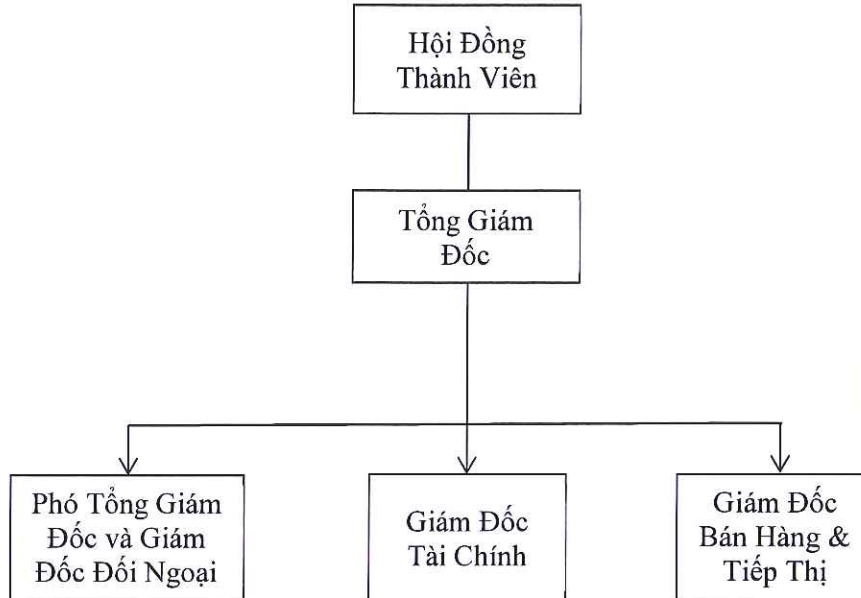 Hội Đồng
Thành Viên
Tổng Giám
Đốc
Phó Tổng Giám
Đốc và Giám
Đốc Đối Ngoại
Giám Đốc
Tài Chính
Giám Đốc
Bán Hàng &
Tiếp Thị